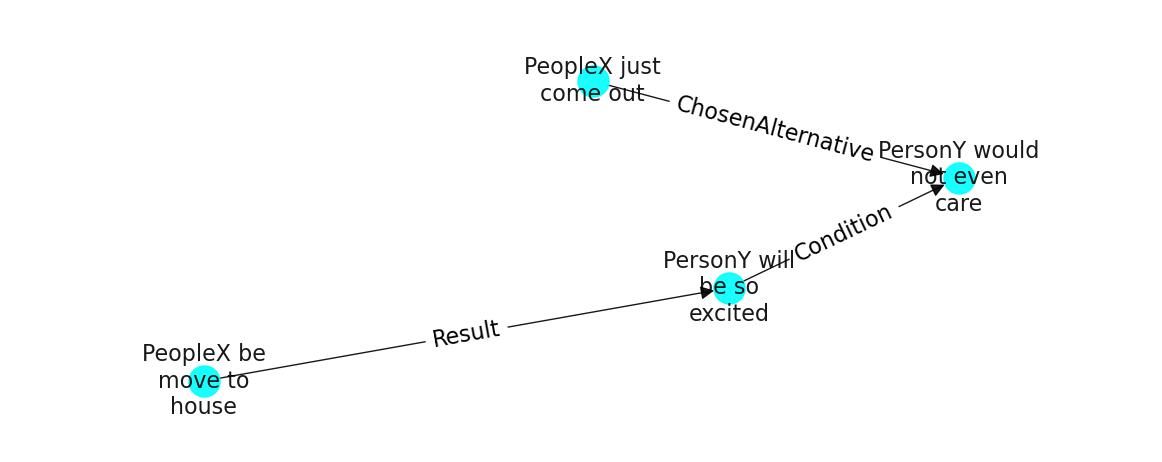 PeopleX just
come out
ChosenAlternative
PersonY would
not even
care
Condition
PersonY will
be so
excited
Result
PeopleX be
move to
house